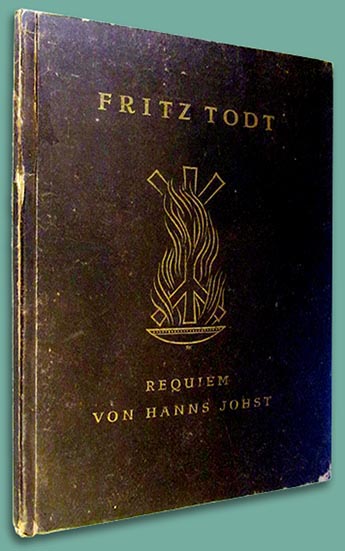 FRITZ TODT
REQUIEM
VON HANNS JOHST